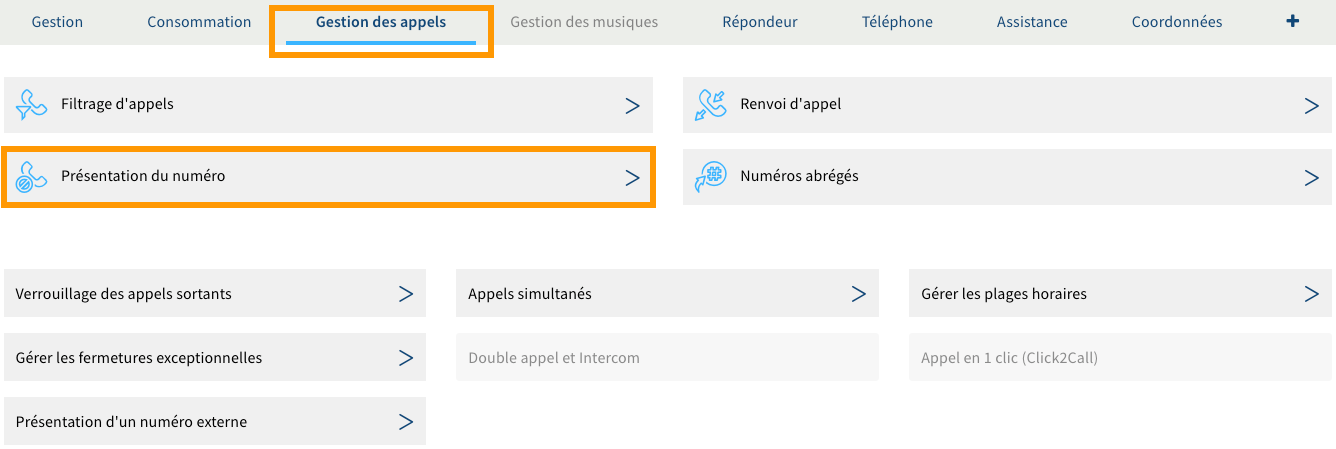 Gestion Consommation Gestion des appels Gestion des musiques Répondeur Téléphone Assistance Coordonnées +
Filtrage d'appels > Renvoi d'appel >
Présentation du numéro > Numéros abrégés >
Verrouillage des appels sortants > Appels simultanés > Gérer les plages horaires >
Gérer les fermetures exceptionnelles > Double appel et Intercom Appel en 1 clic (Click2Call)
Présentation d'un numéro externe >